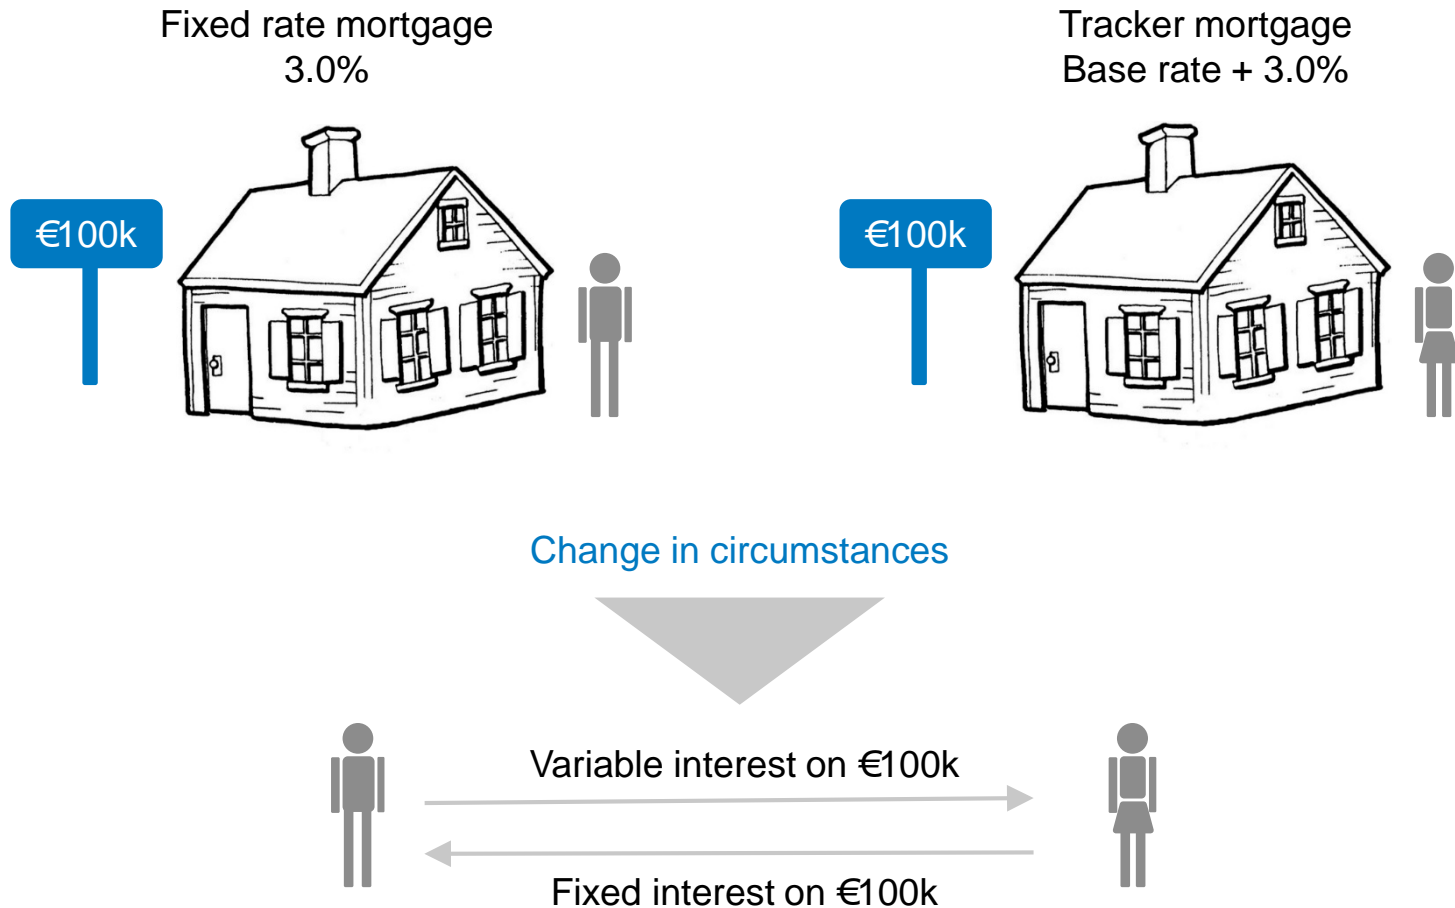 Fixed rate mortgage
3.0%
Tracker mortgage
Base rate + 3.0%
€100k
€100k
Change in circumstances
Variable interest on €100k
Fixed interest on €100k